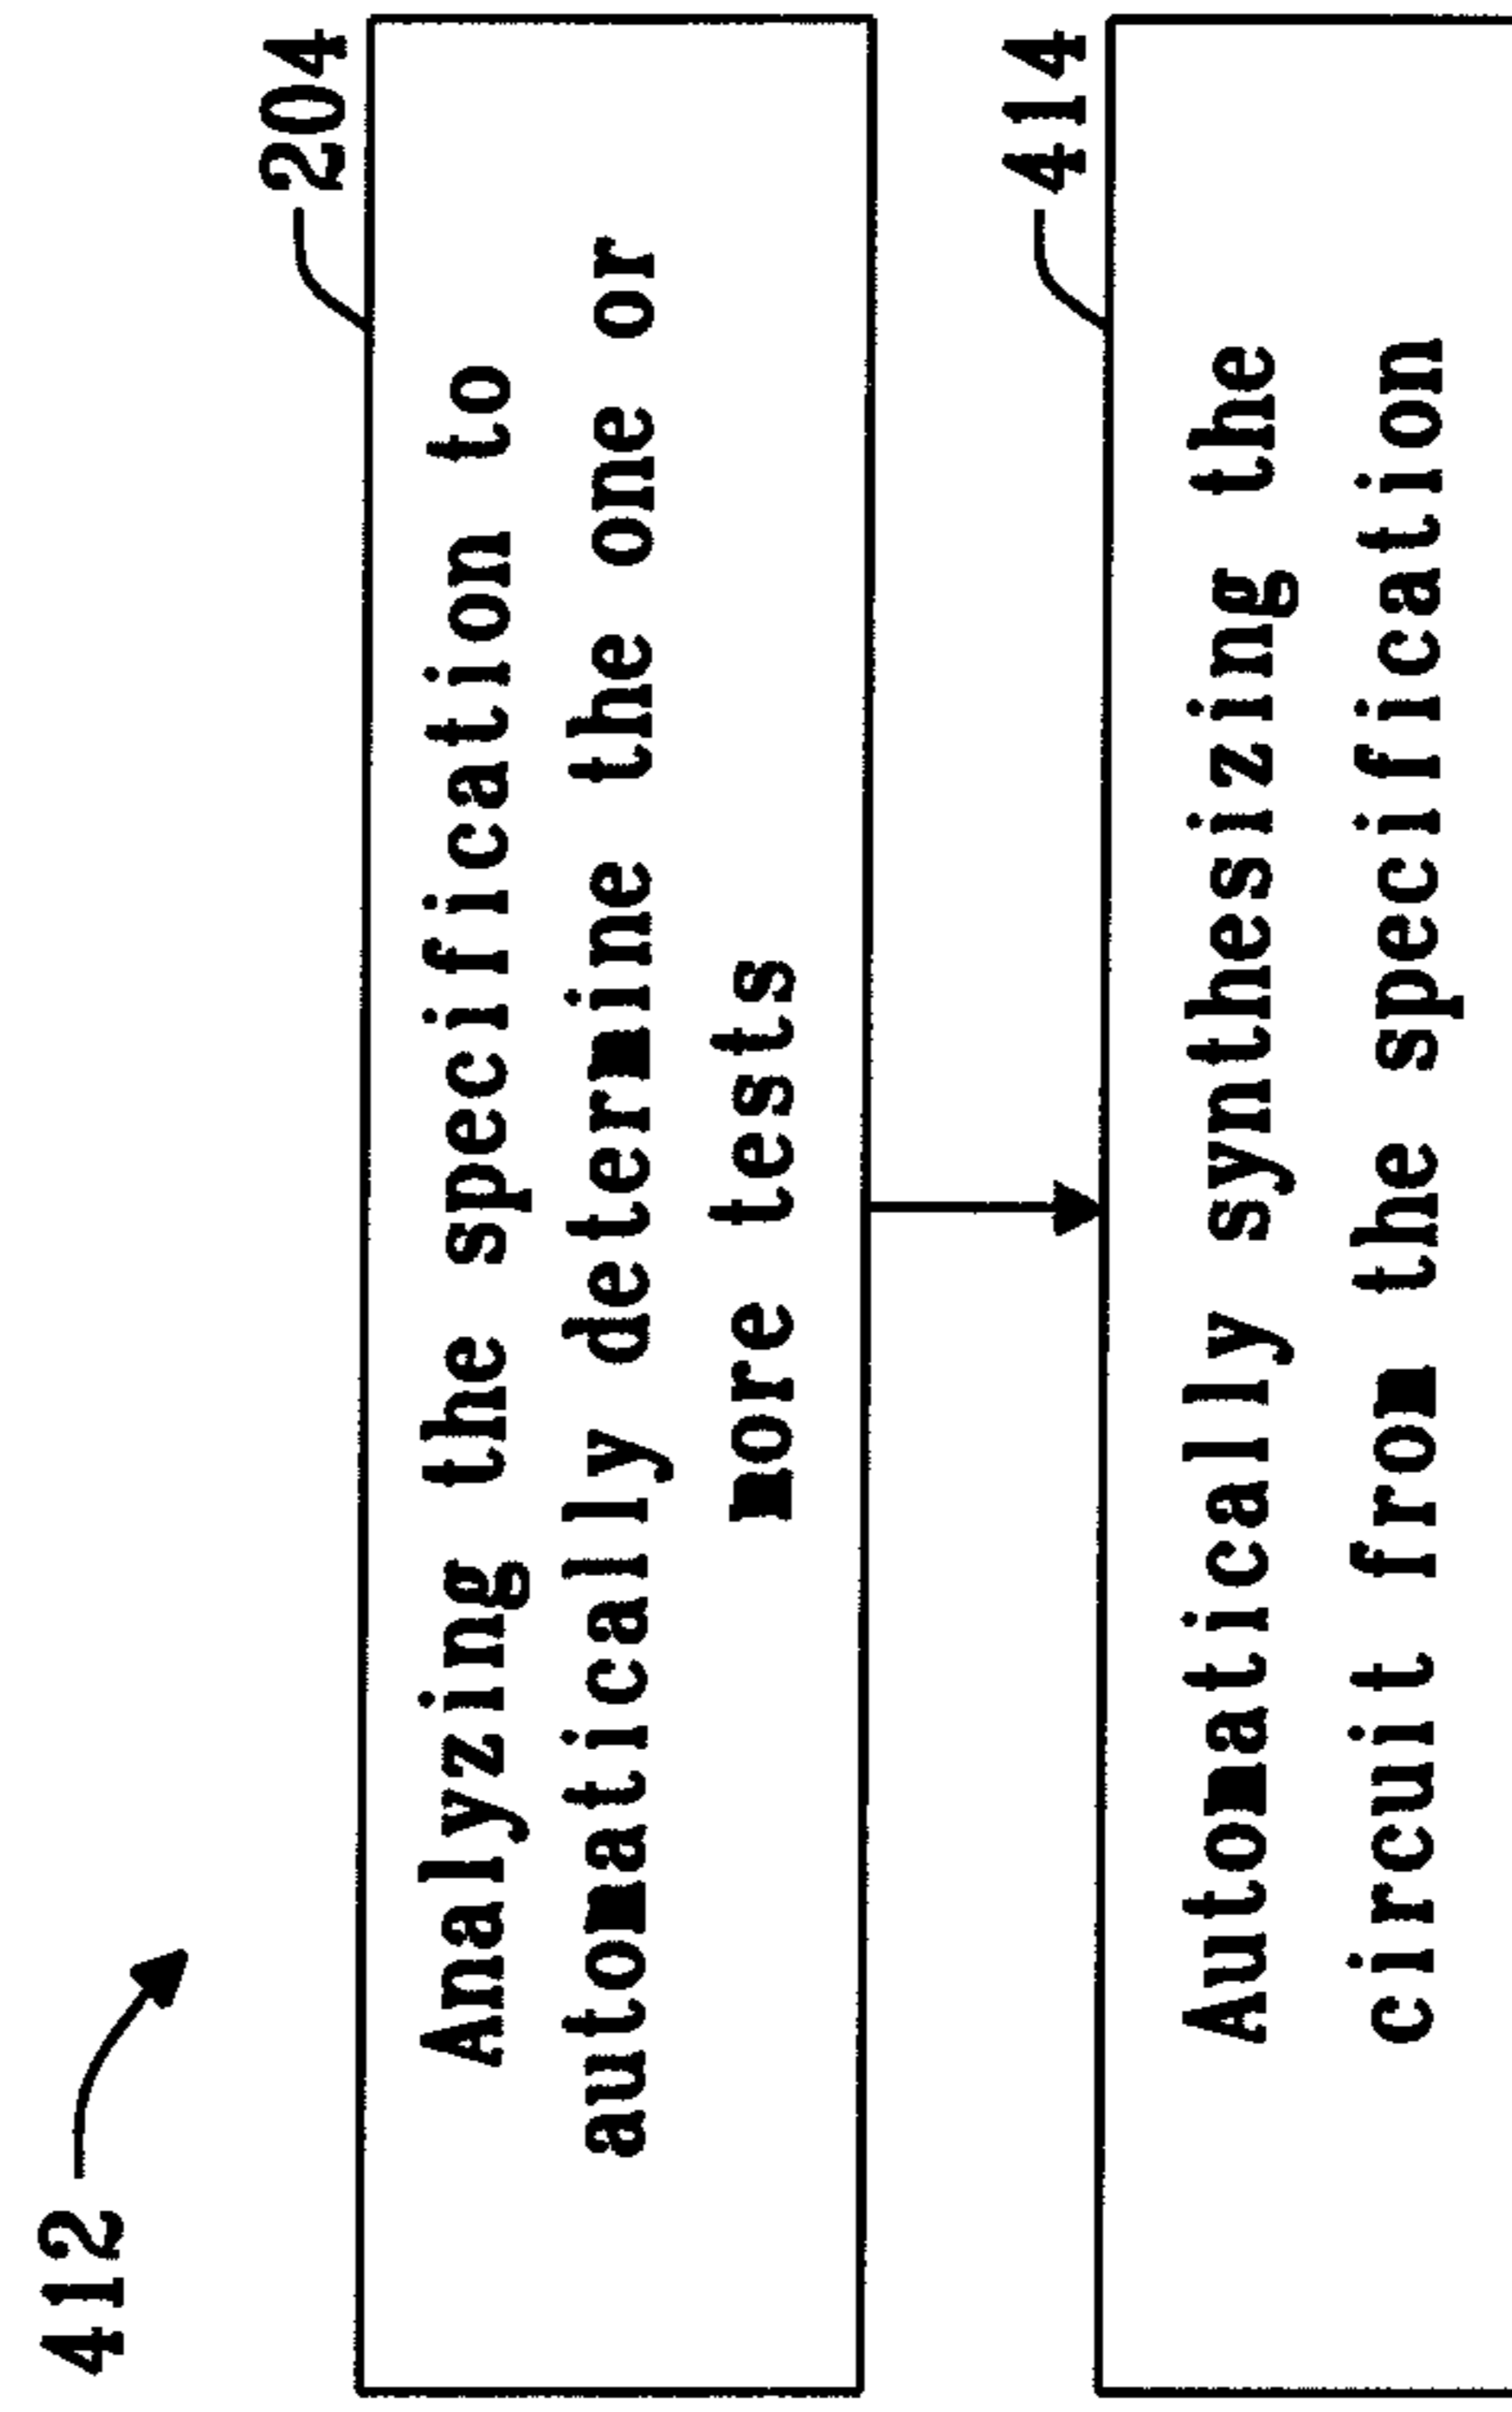 412
204
Analyzing the specification to
automatically determine the one or
more tests
414
Automatically synthesizing the
circuit from the specification